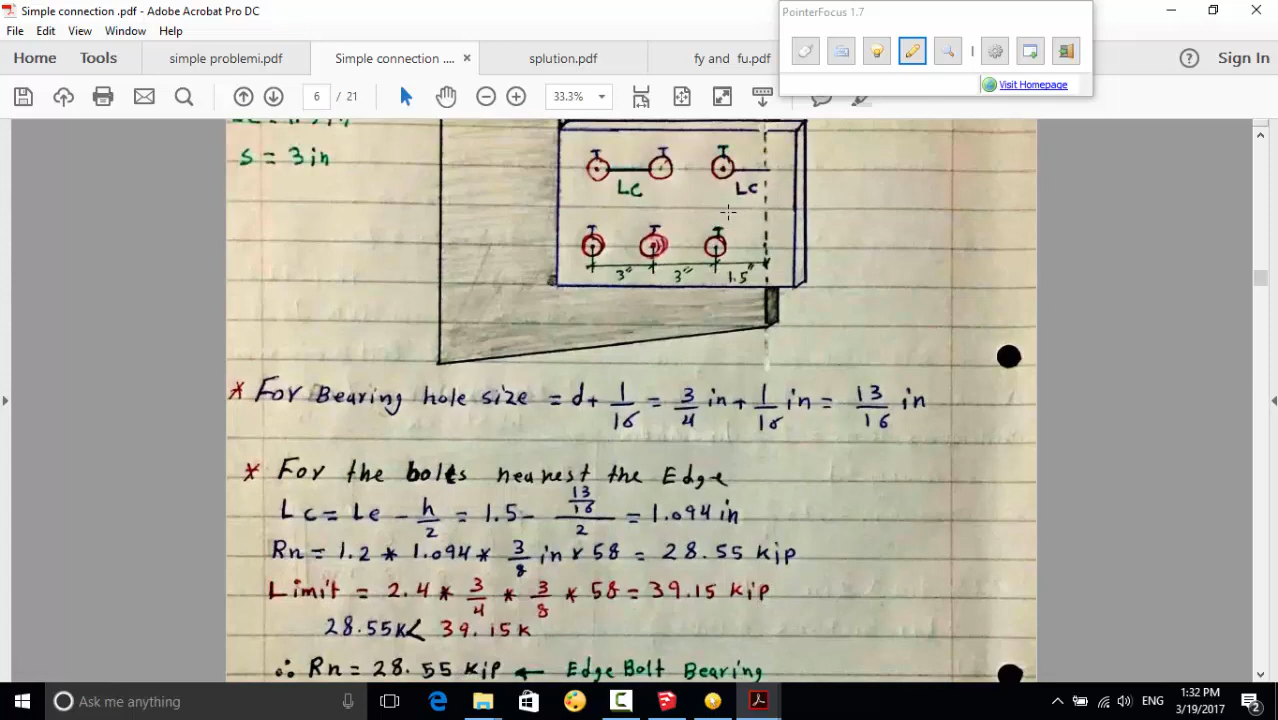 Simple connection .pdf - Adobe Acrobat Pro DC
PointerFocus 1.7
File Edit View Window Help
Home Tools simple problemi.pdf Simple connection .... × splution.pdf fy and fu.pdf Sign In
Visit Homepage
6 / 21 33.3%
s = 3 in
Lc Lc
3" 3" 1.5"
* For Bearing hole size = d + 1/16 = 3/4 in + 1/16 in = 13/16 in
* For the bolts nearest the Edge
Lc = Le - h/2 = 1.5 - 13/16/2 = 1.094 in
Rn = 1.2 * 1.094 * 3/8 in * 58 = 28.55 kip
Limit = 2.4 * 3/4 * 3/8 * 58 = 39.15 kip
28.55K < 39.15K
∴ Rn = 28.55 kip ← Edge Bolt Bearing
Ask me anything
ENG
1:32 PM
3/19/2017
2